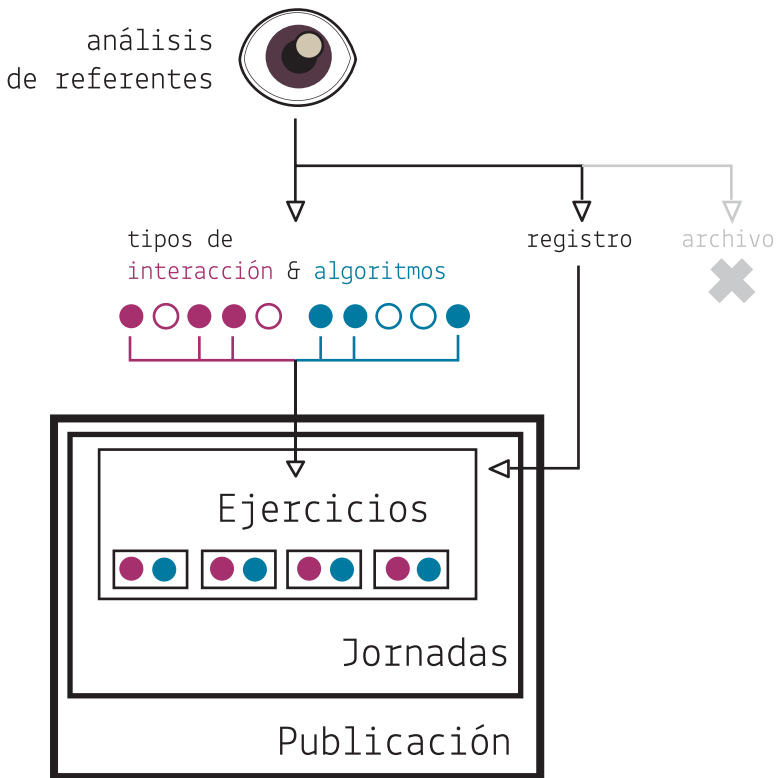 análisis
de referentes
tipos de
interacción & algoritmos
registro
archivo
Ejercicios
Jornadas
Publicación